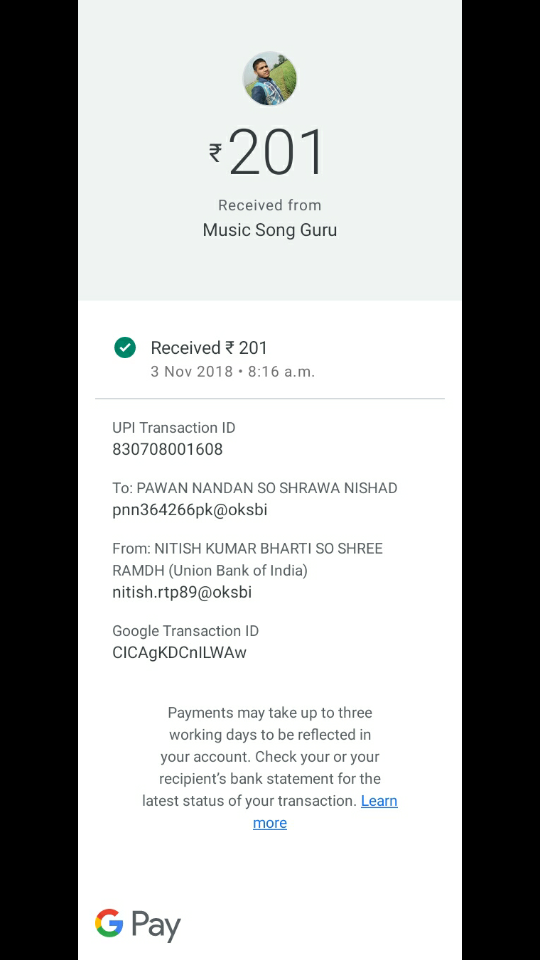 ₹201
Received from
Music Song Guru
Received ₹ 201
3 Nov 2018 • 8:16 a.m.
UPI Transaction ID
830708001608
To: PAWAN NANDAN SO SHRAWA NISHAD
pnn364266pk@oksbi
From: NITISH KUMAR BHARTI SO SHREE
RAMDH (Union Bank of India)
nitish.rtp89@oksbi
Google Transaction ID
CICAgKDCnILWAw
Payments may take up to three
working days to be reflected in
your account. Check your or your
recipient's bank statement for the
latest status of your transaction. Learn
more
G Pay